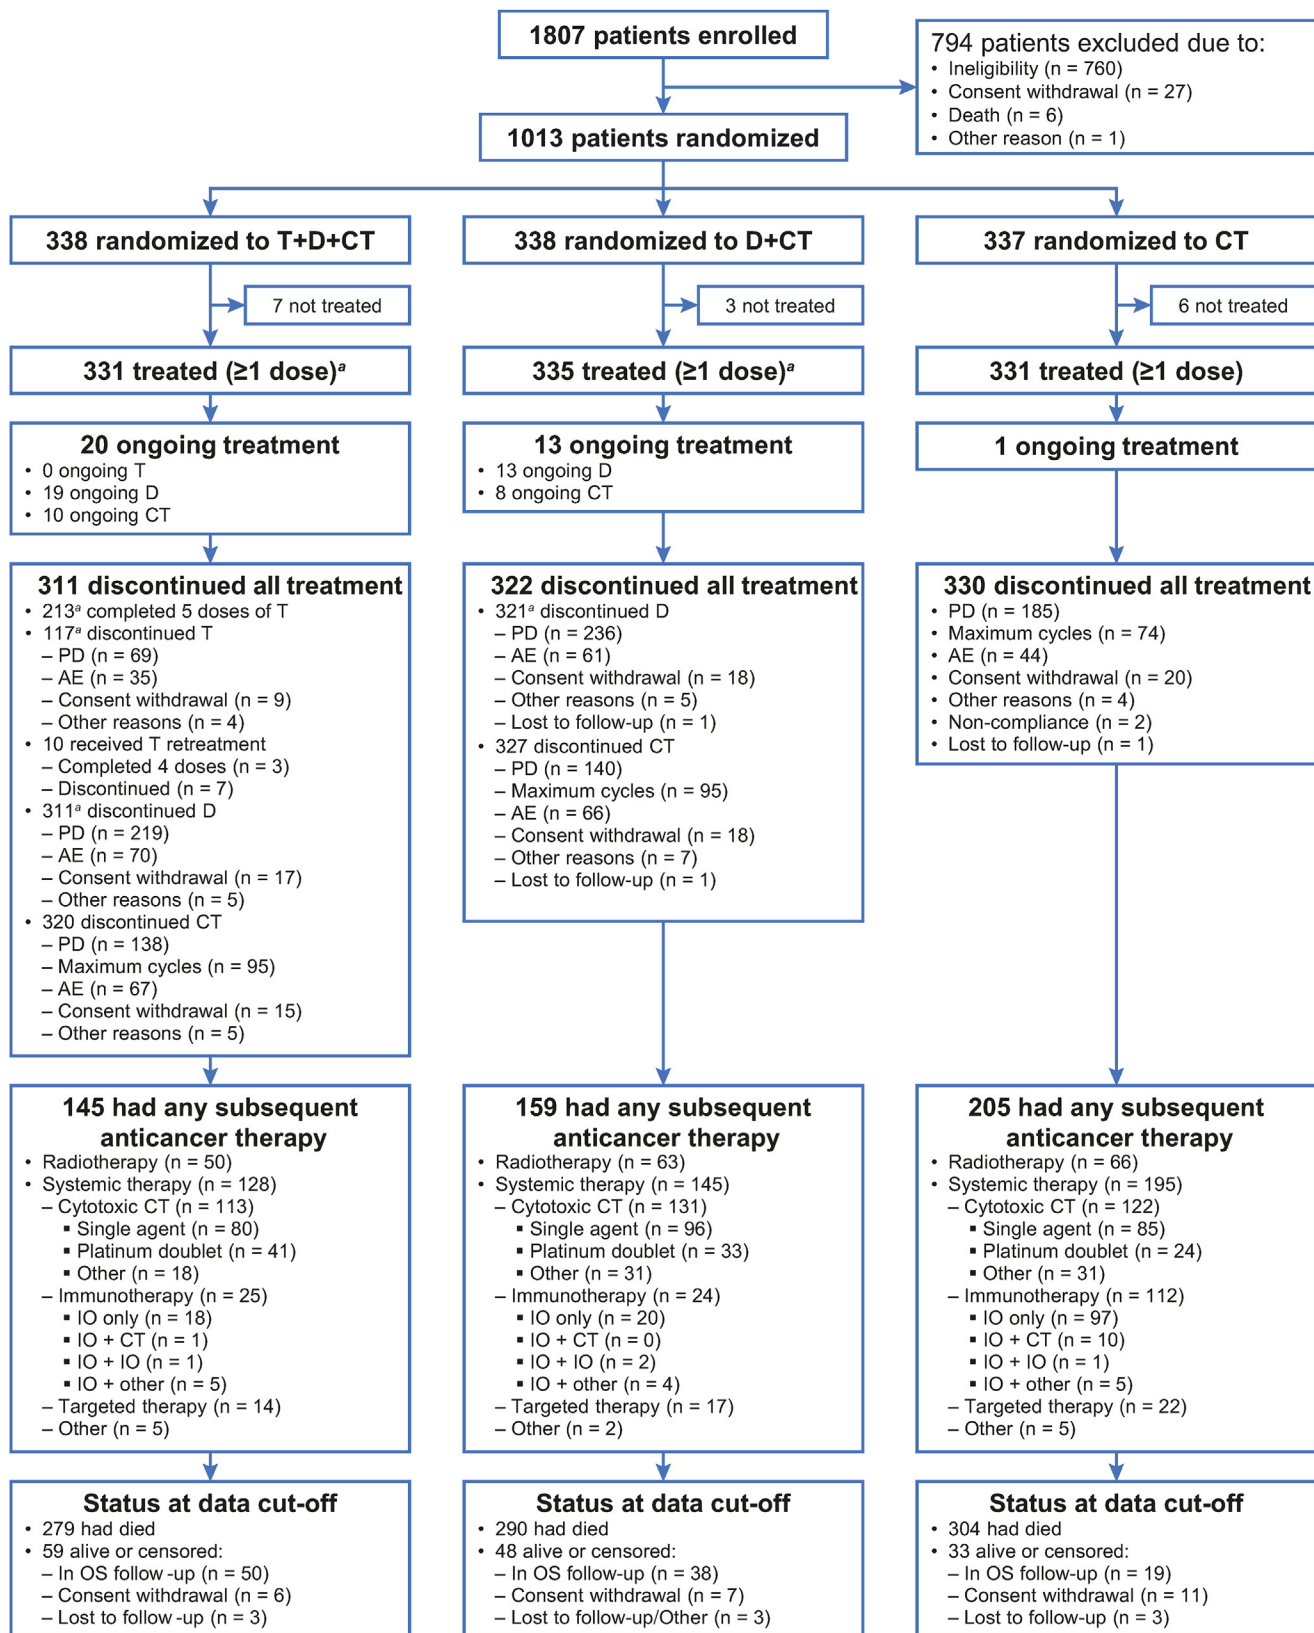 1807 patients enrolled
794 patients excluded due to:
• Ineligibility (n = 760)
• Consent withdrawal (n = 27)
• Death (n = 6)
• Other reason (n = 1)
1013 patients randomized
338 randomized to T+D+CT
7 not treated
331 treated (≥1 dose)a
20 ongoing treatment
• 0 ongoing T
• 19 ongoing D
• 10 ongoing CT
311 discontinued all treatment
• 213a completed 5 doses of T
• 117a discontinued T
– PD (n = 69)
– AE (n = 35)
– Consent withdrawal (n = 9)
– Other reasons (n = 4)
• 10 received T retreatment
– Completed 4 doses (n = 3)
– Discontinued (n = 7)
• 311a discontinued D
– PD (n = 219)
– AE (n = 70)
– Consent withdrawal (n = 17)
– Other reasons (n = 5)
• 320 discontinued CT
– PD (n = 138)
– Maximum cycles (n = 95)
– AE (n = 67)
– Consent withdrawal (n = 15)
– Other reasons (n = 5)
145 had any subsequent
anticancer therapy
• Radiotherapy (n = 50)
• Systemic therapy (n = 128)
– Cytotoxic CT (n = 113)
▪ Single agent (n = 80)
▪ Platinum doublet (n = 41)
▪ Other (n = 18)
– Immunotherapy (n = 25)
▪ IO only (n = 18)
▪ IO + CT (n = 1)
▪ IO + IO (n = 1)
▪ IO + other (n = 5)
– Targeted therapy (n = 14)
– Other (n = 5)
Status at data cut-off
• 279 had died
• 59 alive or censored:
– In OS follow-up (n = 50)
– Consent withdrawal (n = 6)
– Lost to follow-up (n = 3)
338 randomized to D+CT
3 not treated
335 treated (≥1 dose)a
13 ongoing treatment
• 13 ongoing D
• 8 ongoing CT
322 discontinued all treatment
• 321a discontinued D
– PD (n = 236)
– AE (n = 61)
– Consent withdrawal (n = 18)
– Other reasons (n = 5)
– Lost to follow-up (n = 1)
• 327 discontinued CT
– PD (n = 140)
– Maximum cycles (n = 95)
– AE (n = 66)
– Consent withdrawal (n = 18)
– Other reasons (n = 7)
– Lost to follow-up (n = 1)
159 had any subsequent
anticancer therapy
• Radiotherapy (n = 63)
• Systemic therapy (n = 145)
– Cytotoxic CT (n = 131)
▪ Single agent (n = 96)
▪ Platinum doublet (n = 33)
▪ Other (n = 31)
– Immunotherapy (n = 24)
▪ IO only (n = 20)
▪ IO + CT (n = 0)
▪ IO + IO (n = 2)
▪ IO + other (n = 4)
– Targeted therapy (n = 17)
– Other (n = 2)
Status at data cut-off
• 290 had died
• 48 alive or censored:
– In OS follow-up (n = 38)
– Consent withdrawal (n = 7)
– Lost to follow-up/Other (n = 3)
337 randomized to CT
6 not treated
331 treated (≥1 dose)
1 ongoing treatment
330 discontinued all treatment
• PD (n = 185)
• Maximum cycles (n = 74)
• AE (n = 44)
• Consent withdrawal (n = 20)
• Other reasons (n = 4)
• Non-compliance (n = 2)
• Lost to follow-up (n = 1)
205 had any subsequent
anticancer therapy
• Radiotherapy (n = 66)
• Systemic therapy (n = 195)
– Cytotoxic CT (n = 122)
▪ Single agent (n = 85)
▪ Platinum doublet (n = 24)
▪ Other (n = 31)
– Immunotherapy (n = 112)
▪ IO only (n = 97)
▪ IO + CT (n = 10)
▪ IO + IO (n = 1)
▪ IO + other (n = 5)
– Targeted therapy (n = 22)
– Other (n = 5)
Status at data cut-off
• 304 had died
• 33 alive or censored:
– In OS follow-up (n = 19)
– Consent withdrawal (n = 11)
– Lost to follow-up (n = 3)